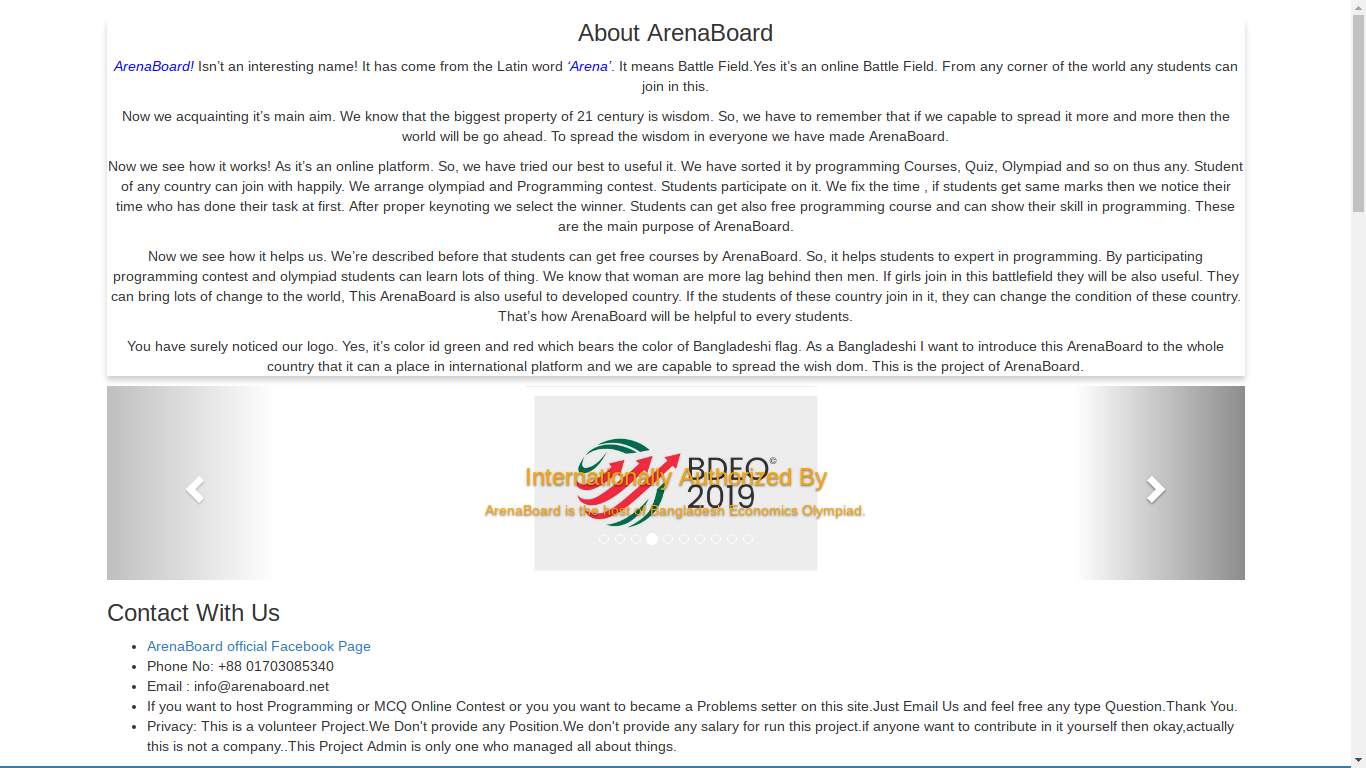 About ArenaBoard
ArenaBoard! Isn’t an interesting name! It has come from the Latin word ‘Arena’. It means Battle Field.Yes it’s an online Battle Field. From any corner of the world any students can
join in this.
Now we acquainting it’s main aim. We know that the biggest property of 21 century is wisdom. So, we have to remember that if we capable to spread it more and more then the
world will be go ahead. To spread the wisdom in everyone we have made ArenaBoard.
Now we see how it works! As it’s an online platform. So, we have tried our best to useful it. We have sorted it by programming Courses, Quiz, Olympiad and so on thus any. Student
of any country can join with happily. We arrange olympiad and Programming contest. Students participate on it. We fix the time , if students get same marks then we notice their
time who has done their task at first. After proper keynoting we select the winner. Students can get also free programming course and can show their skill in programming. These
are the main purpose of ArenaBoard.
Now we see how it helps us. We’re described before that students can get free courses by ArenaBoard. So, it helps students to expert in programming. By participating
programming contest and olympiad students can learn lots of thing. We know that woman are more lag behind then men. If girls join in this battlefield they will be also useful. They
can bring lots of change to the world, This ArenaBoard is also useful to developed country. If the students of these country join in it, they can change the condition of these country.
That’s how ArenaBoard will be helpful to every students.
You have surely noticed our logo. Yes, it’s color id green and red which bears the color of Bangladeshi flag. As a Bangladeshi I want to introduce this ArenaBoard to the whole
country that it can a place in international platform and we are capable to spread the wish dom. This is the project of ArenaBoard.
BDEO©
Internationally Authorized By
2019
ArenaBoard is the host of Bangladesh Economics Olympiad.
Contact With Us
ArenaBoard official Facebook Page
Phone No: +88 01703085340
Email : info@arenaboard.net
If you want to host Programming or MCQ Online Contest or you you want to became a Problems setter on this site.Just Email Us and feel free any type Question.Thank You.
Privacy: This is a volunteer Project.We Don't provide any Position.We don't provide any salary for run this project.if anyone want to contribute in it yourself then okay,actually
this is not a company..This Project Admin is only one who managed all about things.